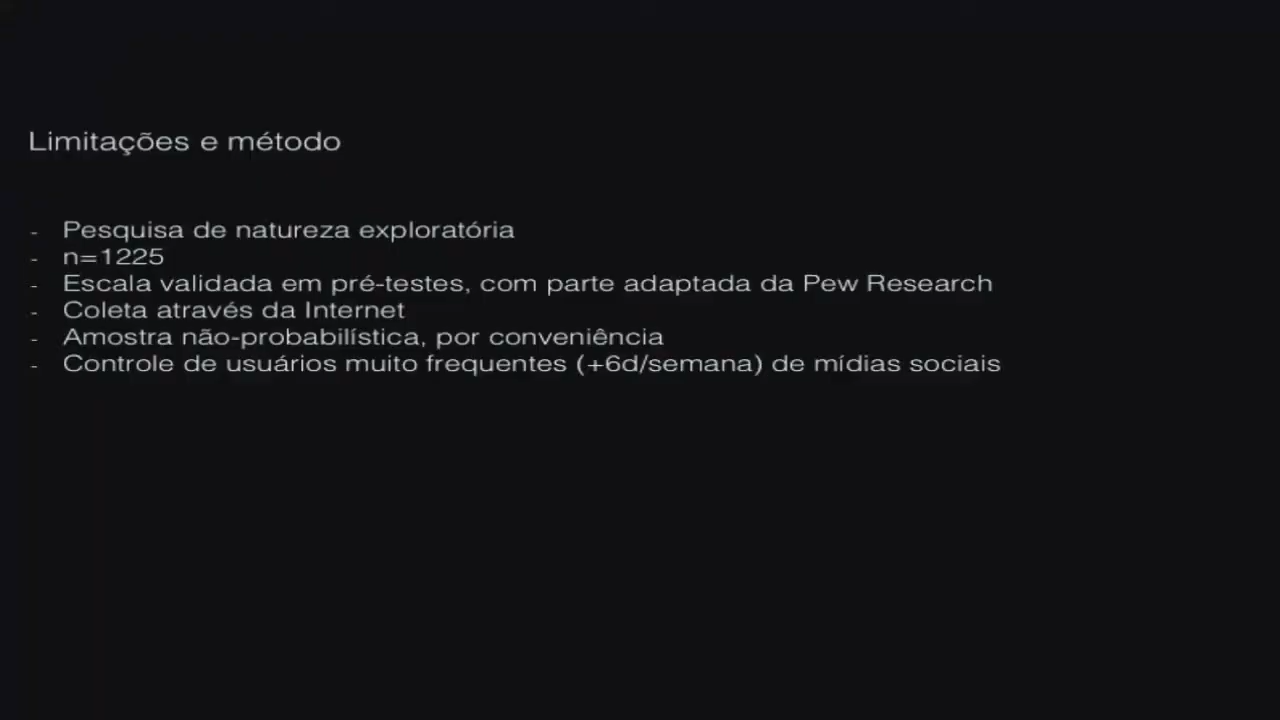 Limitações e método
- Pesquisa de natureza exploratória
- n=1225
- Escala validada em pré-testes, com parte adaptada da Pew Research
- Coleta através da Internet
- Amostra não-probabilística, por conveniência
- Controle de usuários muito frequentes (+6d/semana) de mídias sociais